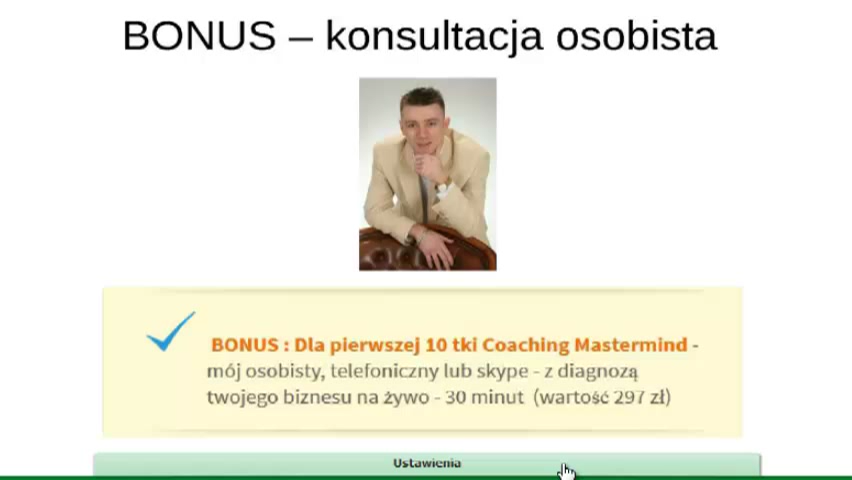 BONUS – konsultacja osobista
BONUS : Dla pierwszej 10 tki Coaching Mastermind -
mój osobisty, telefoniczny lub skype - z diagnozą
twojego biznesu na żywo - 30 minut (wartość 297 zł)
Ustawienia